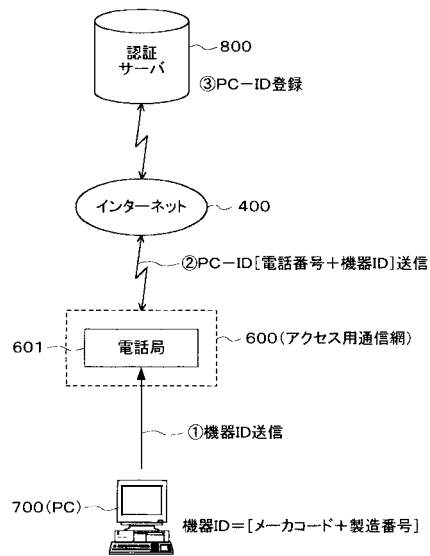 認証
サーバ
800
③PC－ID登録
インターネット
400
②PC－ID[電話番号＋機器ID]送信
601
電話局
600(アクセス用通信網)
①機器ID送信
700(PC)
機器ID＝[メーカコード＋製造番号]